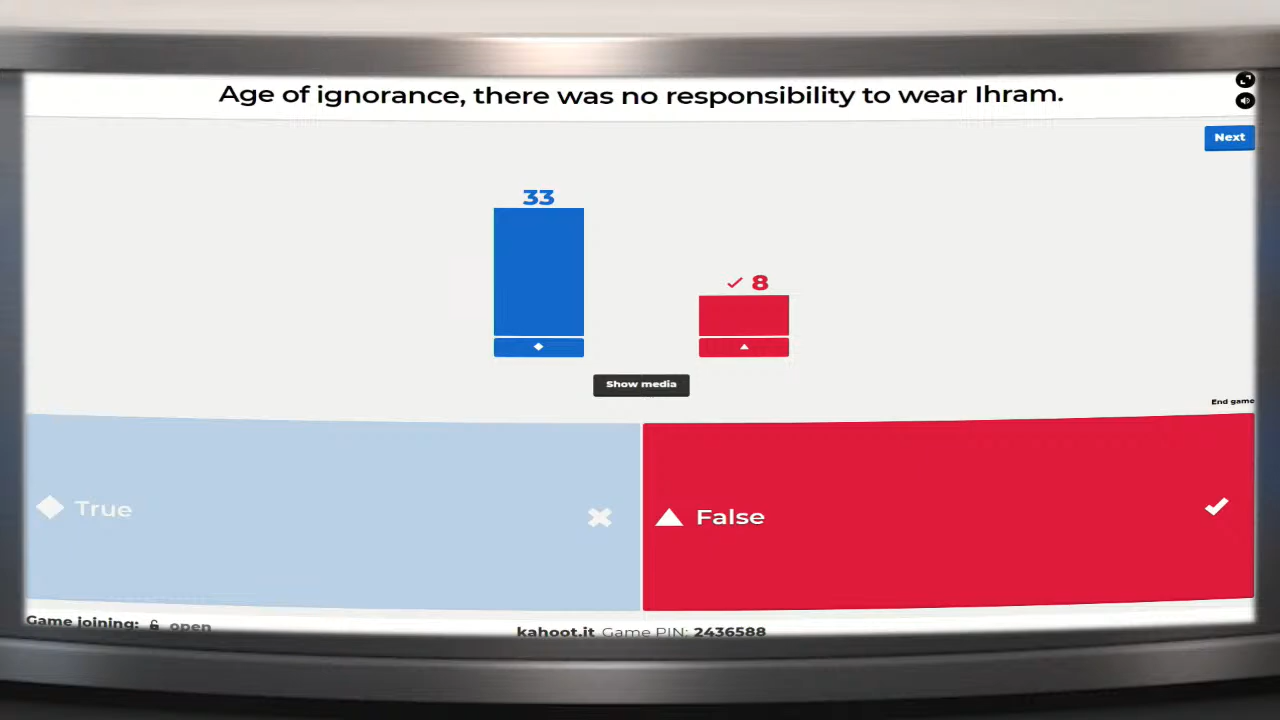 Age of ignorance, there was no responsibility to wear Ihram.
Next
33
8
Show media
End game
True
False
Game joining: open
kahoot.it Game PIN: 2436588